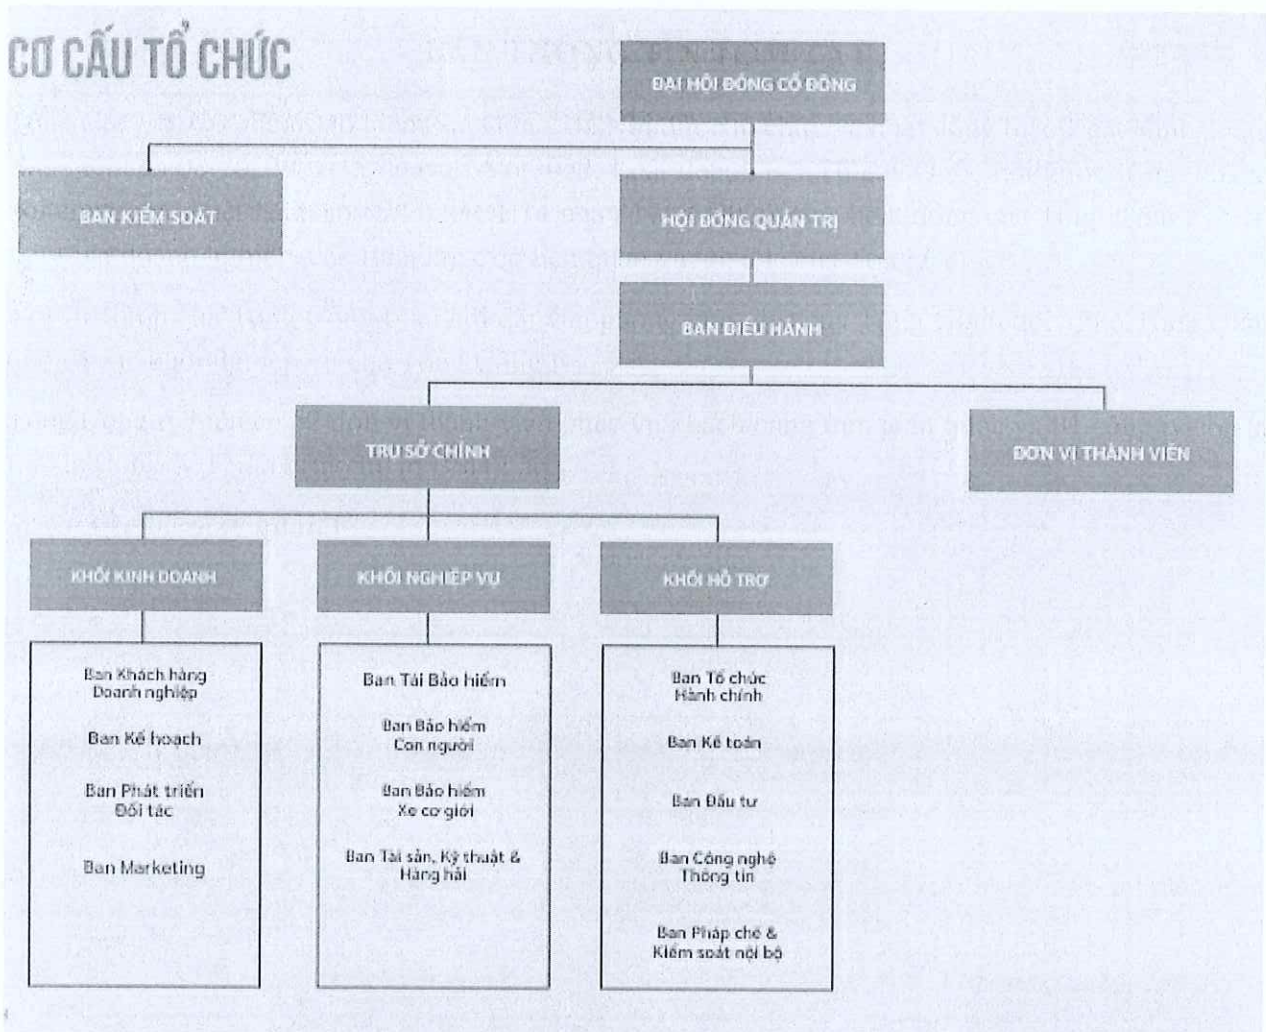 CƠ CẤU TỔ CHỨC
ĐẠI HỘI ĐỒNG CỔ ĐÔNG
BAN KIỂM SOÁT
HỘI ĐỒNG QUẢN TRỊ
BAN ĐIỀU HÀNH
TRỤ SỞ CHÍNH
ĐƠN VỊ THÀNH VIÊN
KHỐI KINH DOANH
KHỐI NGHIỆP VỤ
KHỐI HỖ TRỢ
Ban Khách hàng
Doanh nghiệp
Ban Kế hoạch
Ban Phát triển
Đối tác
Ban Marketing
Ban Tái Bảo hiểm
Ban Bảo hiểm
Con người
Ban Bảo hiểm
Xe cơ giới
Ban Tài sản, Kỹ thuật &
Hàng hải
Ban Tổ chức
Hành chính
Ban Kế toán
Ban Đầu tư
Ban Công nghệ
Thông tin
Ban Pháp chế &
Kiểm soát nội bộ